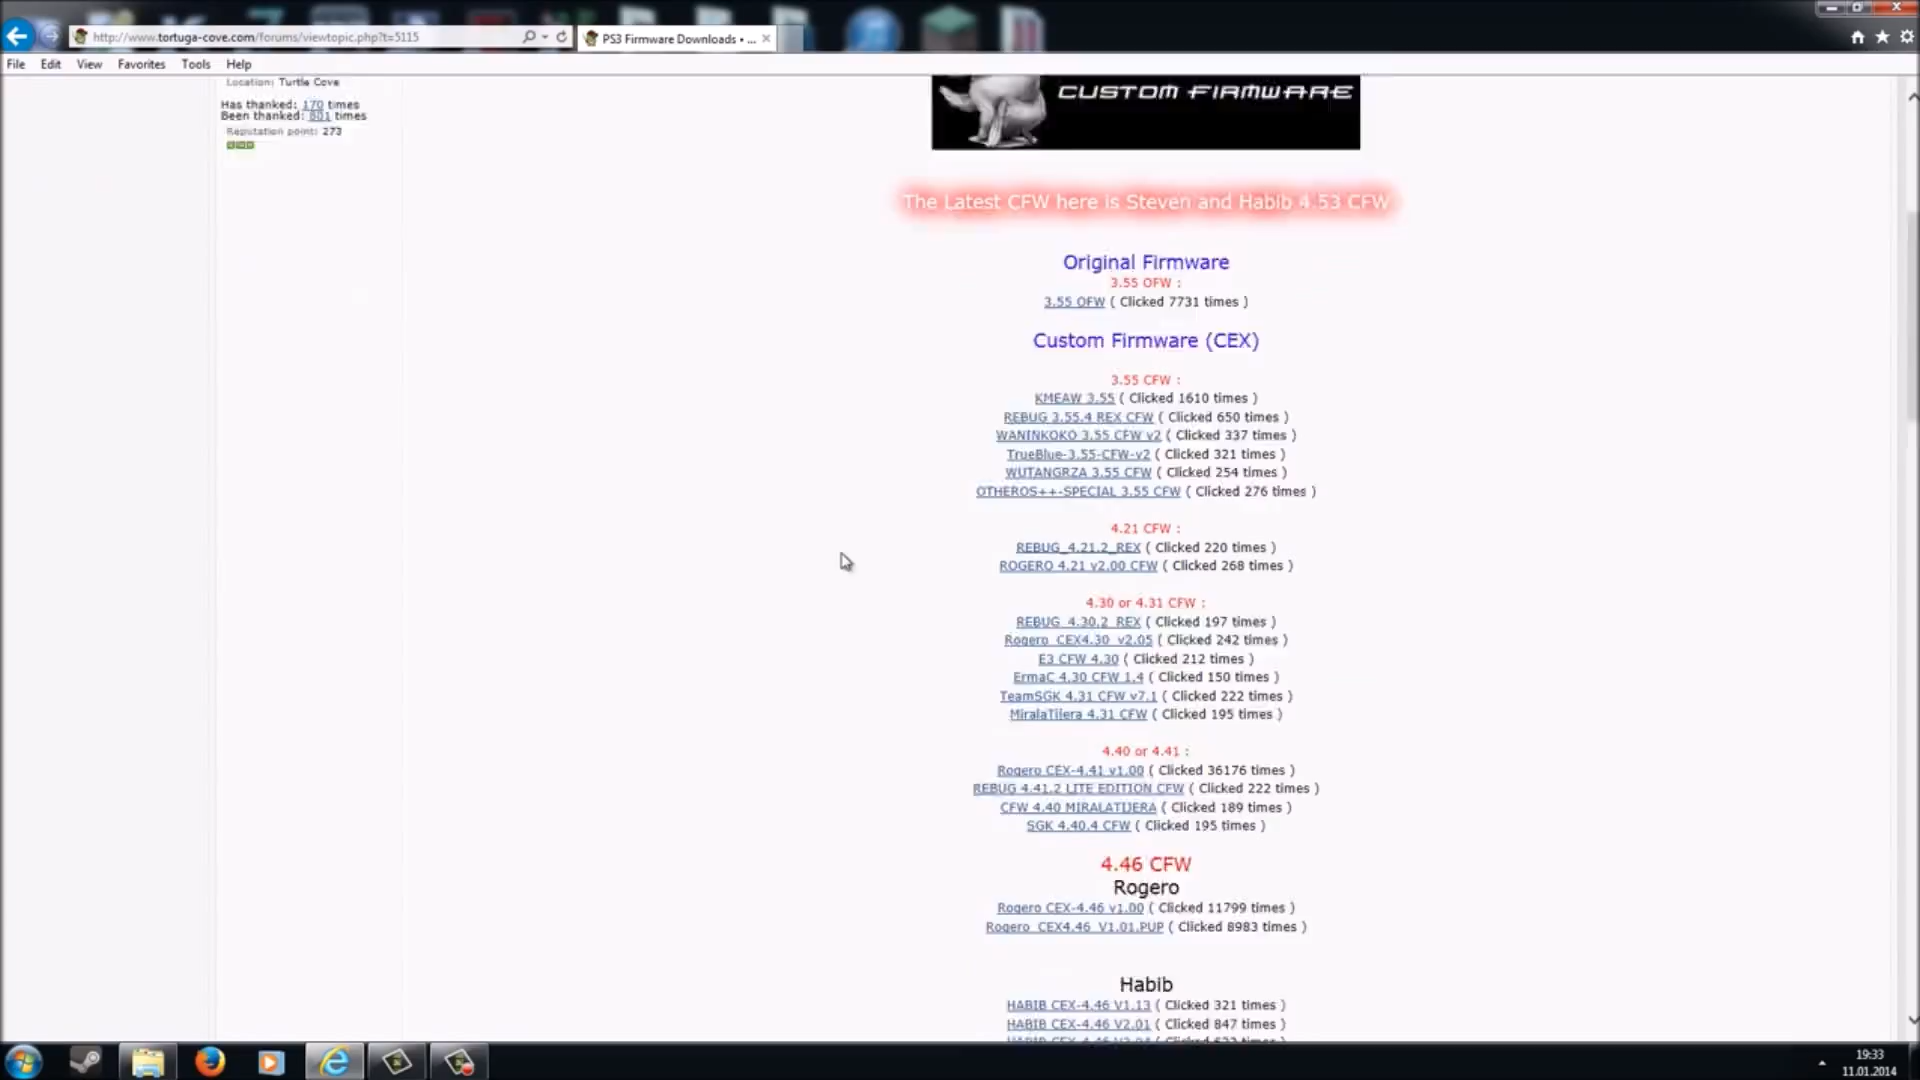 http://www.tortuga-cove.com/forums/viewtopic.php?t=5115
PS3 Firmware Downloads • ...
File Edit View Favorites Tools Help
Location: Turtle Cove
Has thanked: 170 times
Been thanked: 801 times
Reputation point: 273
CUSTOM FIRMWARE
The Latest CFW here is Steven and Habib 4.53 CFW
Original Firmware
3.55 OFW :
3.55 OFW ( Clicked 7731 times )
Custom Firmware (CEX)
3.55 CFW :
KMEAW 3.55 ( Clicked 1610 times )
REBUG 3.55.4 REX CFW ( Clicked 650 times )
WANINKOKO 3.55 CFW v2 ( Clicked 337 times )
TrueBlue-3.55-CFW-v2 ( Clicked 321 times )
WUTANGRZA 3.55 CFW ( Clicked 254 times )
OTHEROS++-SPECIAL 3.55 CFW ( Clicked 276 times )
4.21 CFW :
REBUG_4.21.2_REX ( Clicked 220 times )
ROGERO 4.21 v2.00 CFW ( Clicked 268 times )
4.30 or 4.31 CFW :
REBUG_4.30.2_REX ( Clicked 197 times )
Rogero_CEX4.30_v2.05 ( Clicked 242 times )
E3 CFW 4.30 ( Clicked 212 times )
ErmaC 4.30 CFW 1.4 ( Clicked 150 times )
TeamSGK 4.31 CFW v7.1 ( Clicked 222 times )
MiralaTijera 4.31 CFW ( Clicked 195 times )
4.40 or 4.41 :
Rogero CEX-4.41 v1.00 ( Clicked 36176 times )
REBUG 4.41.2 LITE EDITION CFW ( Clicked 222 times )
CFW 4.40 MIRALATIJERA ( Clicked 189 times )
SGK 4.40.4 CFW ( Clicked 195 times )
4.46 CFW
Rogero
Rogero CEX-4.46 v1.00 ( Clicked 11799 times )
Rogero_CEX4.46_V1.01.PUP ( Clicked 8983 times )
Habib
HABIB CEX-4.46 V1.13 ( Clicked 321 times )
HABIB CEX-4.46 V2.01 ( Clicked 847 times )
19:33
11.01.2014